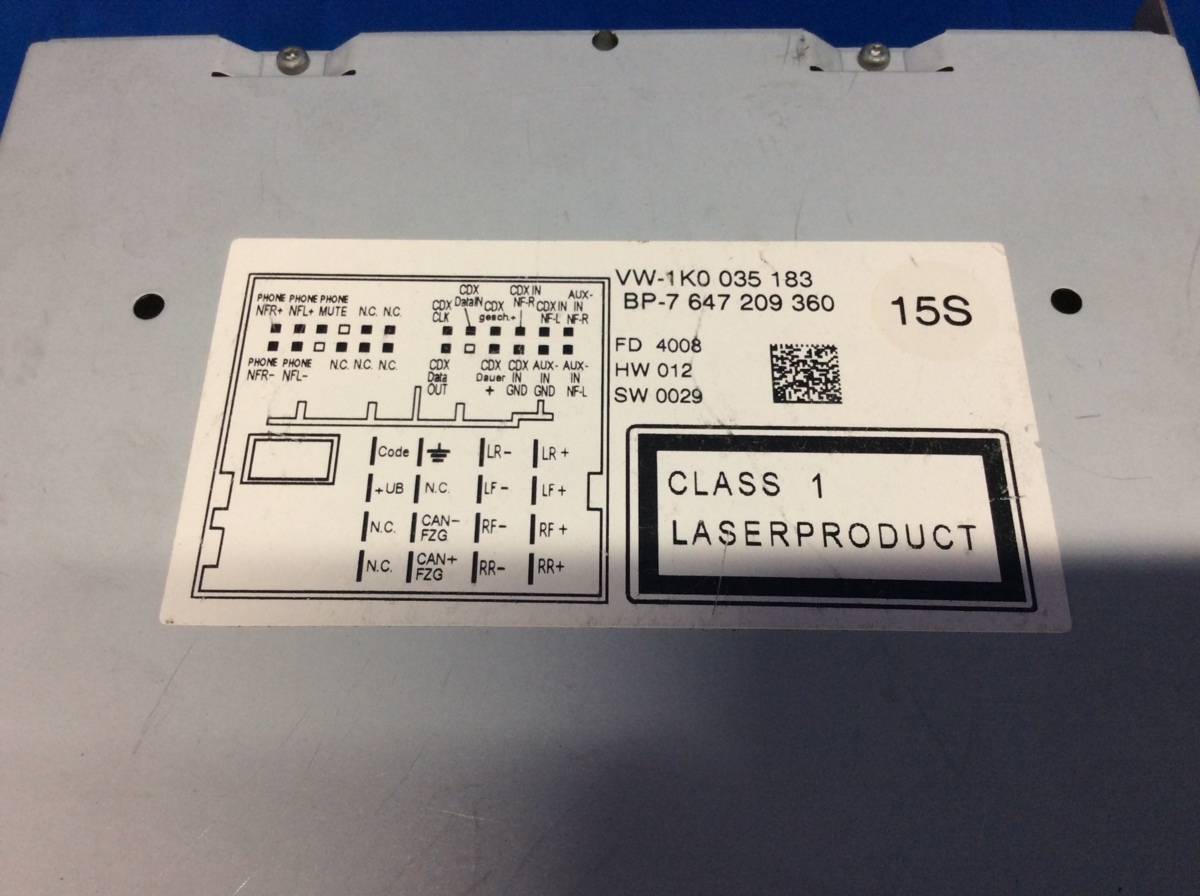 VW-1K0 035 183
BP-7 647 209 360
15S
FD 4008
HW 012
SW 0029
PHONE NFR+ PHONE NFL+ PHONE MUTE N.C. N.C.
CDX CLK CDX DataIN CDX gesch.+ CDX IN NF-R CDX IN NF-L AUX-IN NF-R
PHONE NFR- PHONE NFL- N.C. N.C. N.C.
CDX Data OUT CDX Dauer + CDX IN GND AUX-IN GND AUX-IN NF-L
Code LR- LR+
+UB N.C. LF- LF+
N.C. CAN- FZG RF- RF+
N.C. CAN+ FZG RR- RR+
CLASS 1
LASERPRODUCT